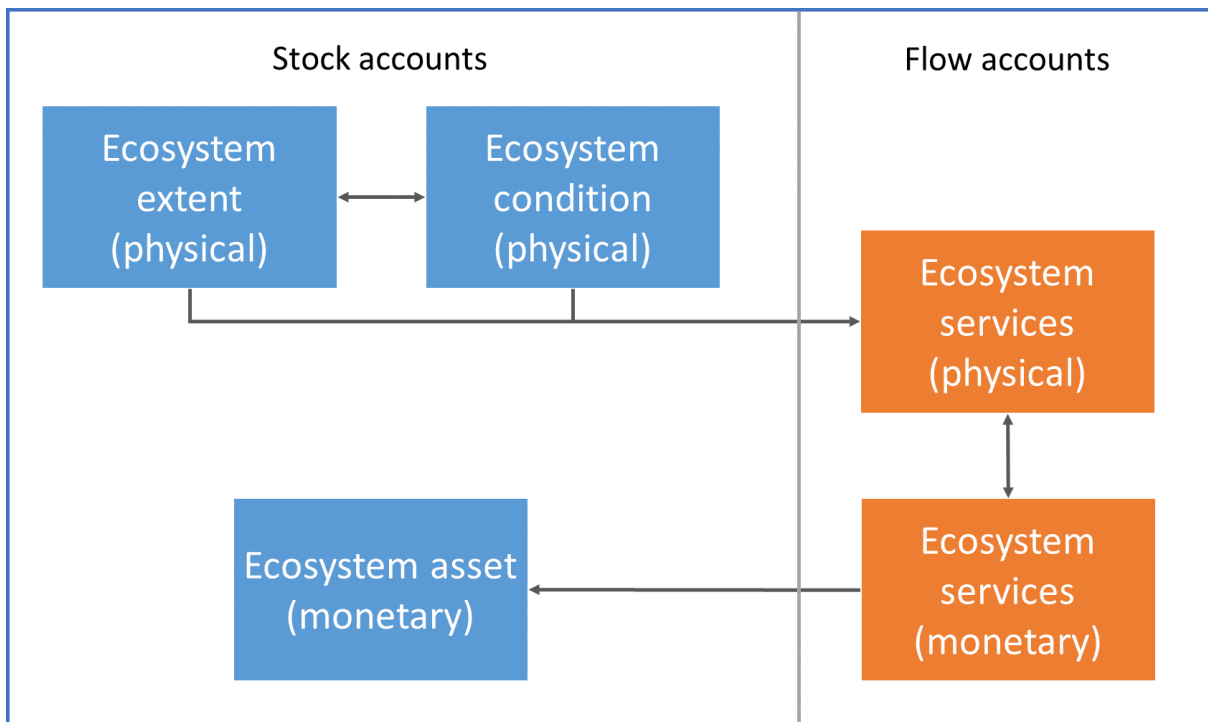 Stock accounts
Flow accounts
Ecosystem
extent
(physical)
Ecosystem
condition
(physical)
Ecosystem
services
(physical)
Ecosystem asset
(monetary)
Ecosystem
services
(monetary)